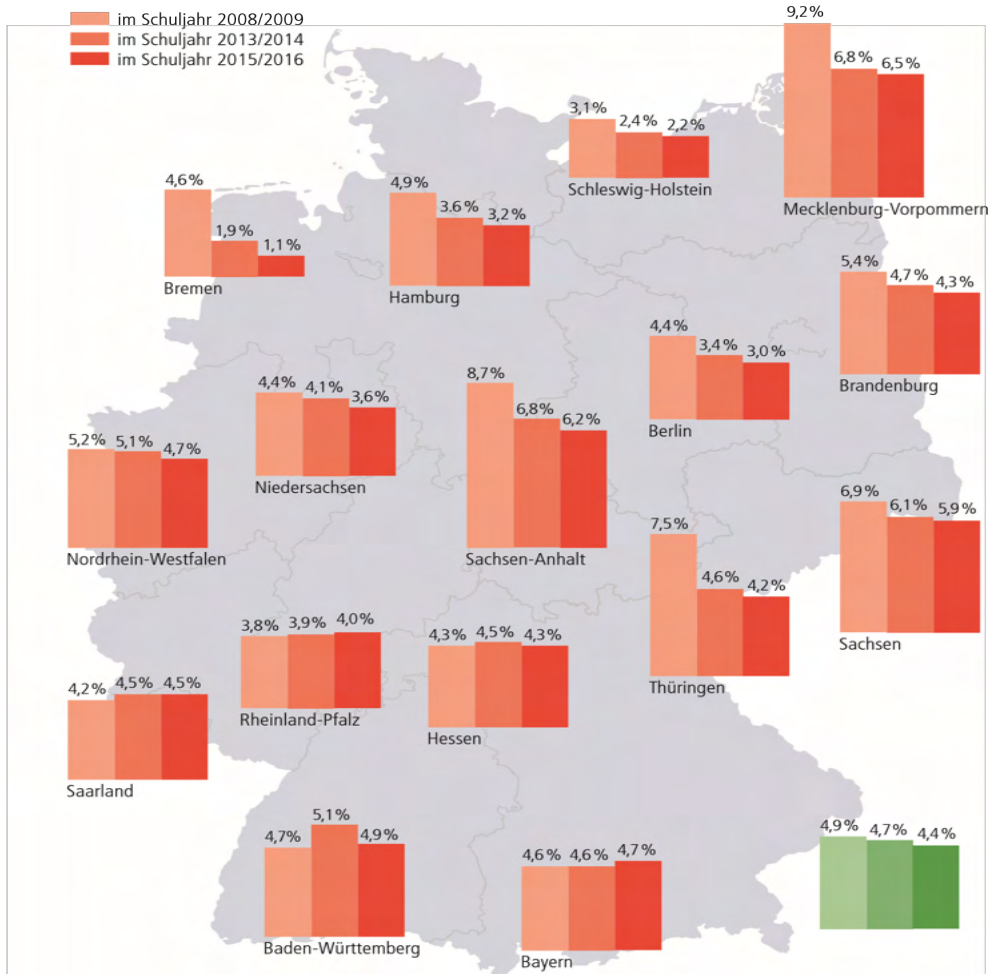 im Schuljahr 2008/2009
im Schuljahr 2013/2014
im Schuljahr 2015/2016
9,2 %
6,8 %
6,5 %
Mecklenburg-Vorpommern
3,1 %
2,4 %
2,2 %
Schleswig-Holstein
4,6 %
1,9 %
1,1 %
Bremen
4,9 %
3,6 %
3,2 %
Hamburg
5,4 %
4,7 %
4,3 %
Brandenburg
4,4 %
3,4 %
3,0 %
Berlin
4,4 %
4,1 %
3,6 %
Niedersachsen
8,7 %
6,8 %
6,2 %
Sachsen-Anhalt
5,2 %
5,1 %
4,7 %
Nordrhein-Westfalen
6,9 %
6,1 %
5,9 %
Sachsen
7,5 %
4,6 %
4,2 %
Thüringen
3,8 %
3,9 %
4,0 %
Rheinland-Pfalz
4,3 %
4,5 %
4,3 %
Hessen
4,2 %
4,5 %
4,5 %
Saarland
4,7 %
5,1 %
4,9 %
Baden-Württemberg
4,6 %
4,6 %
4,7 %
Bayern
4,9 %
4,7 %
4,4 %